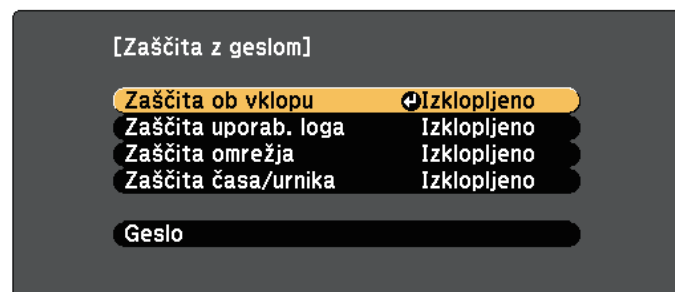 [Zaščita z geslom]
Zaščita ob vklopu Izklopljeno
Zaščita uporab. loga Izklopljeno
Zaščita omrežja Izklopljeno
Zaščita časa/urnika Izklopljeno
Geslo